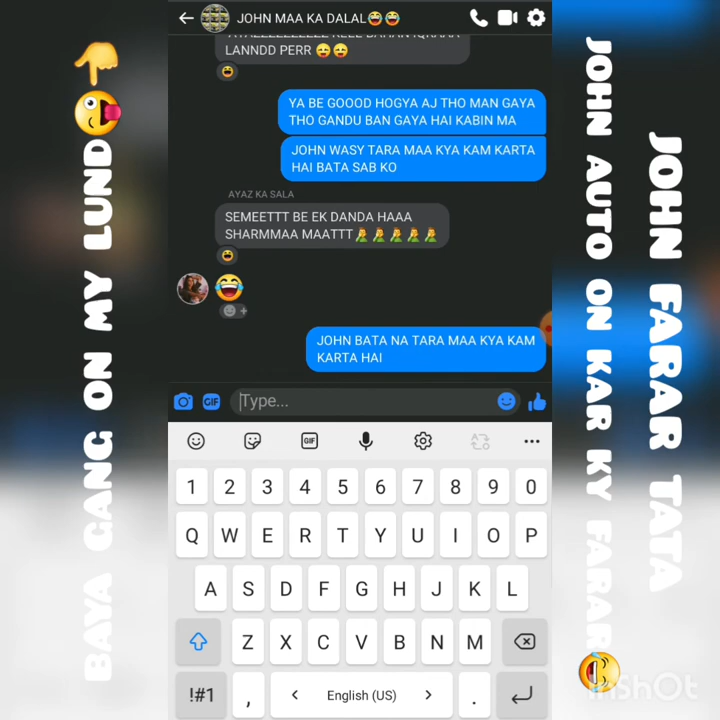 JOHN MAA KA DALAL😂😂
LANNDD PERR 😄😄
YA BE GOOOD HOGYA AJ THO MAN GAYA
THO GANDU BAN GAYA HAI KABIN MA
JOHN WASY TARA MAA KYA KAM KARTA
HAI BATA SAB KO
AYAZ KA SALA
SEMEETTT BE EK DANDA HAAA
SHARMMAA MAATTT🤦🤦🤦🤦🤦
😂
JOHN BATA NA TARA MAA KYA KAM
KARTA HAI
GIF
Type...
GIF
1 2 3 4 5 6 7 8 9 0
Q W E R T Y U I O P
A S D F G H J K L
Z X C V B N M
!#1 , < English (US) > .
BAYA GANG ON MY LUND😜👉
JOHN AUTO ON KAR KY FARAR😂
JOHN FARAR TATA
InShOt